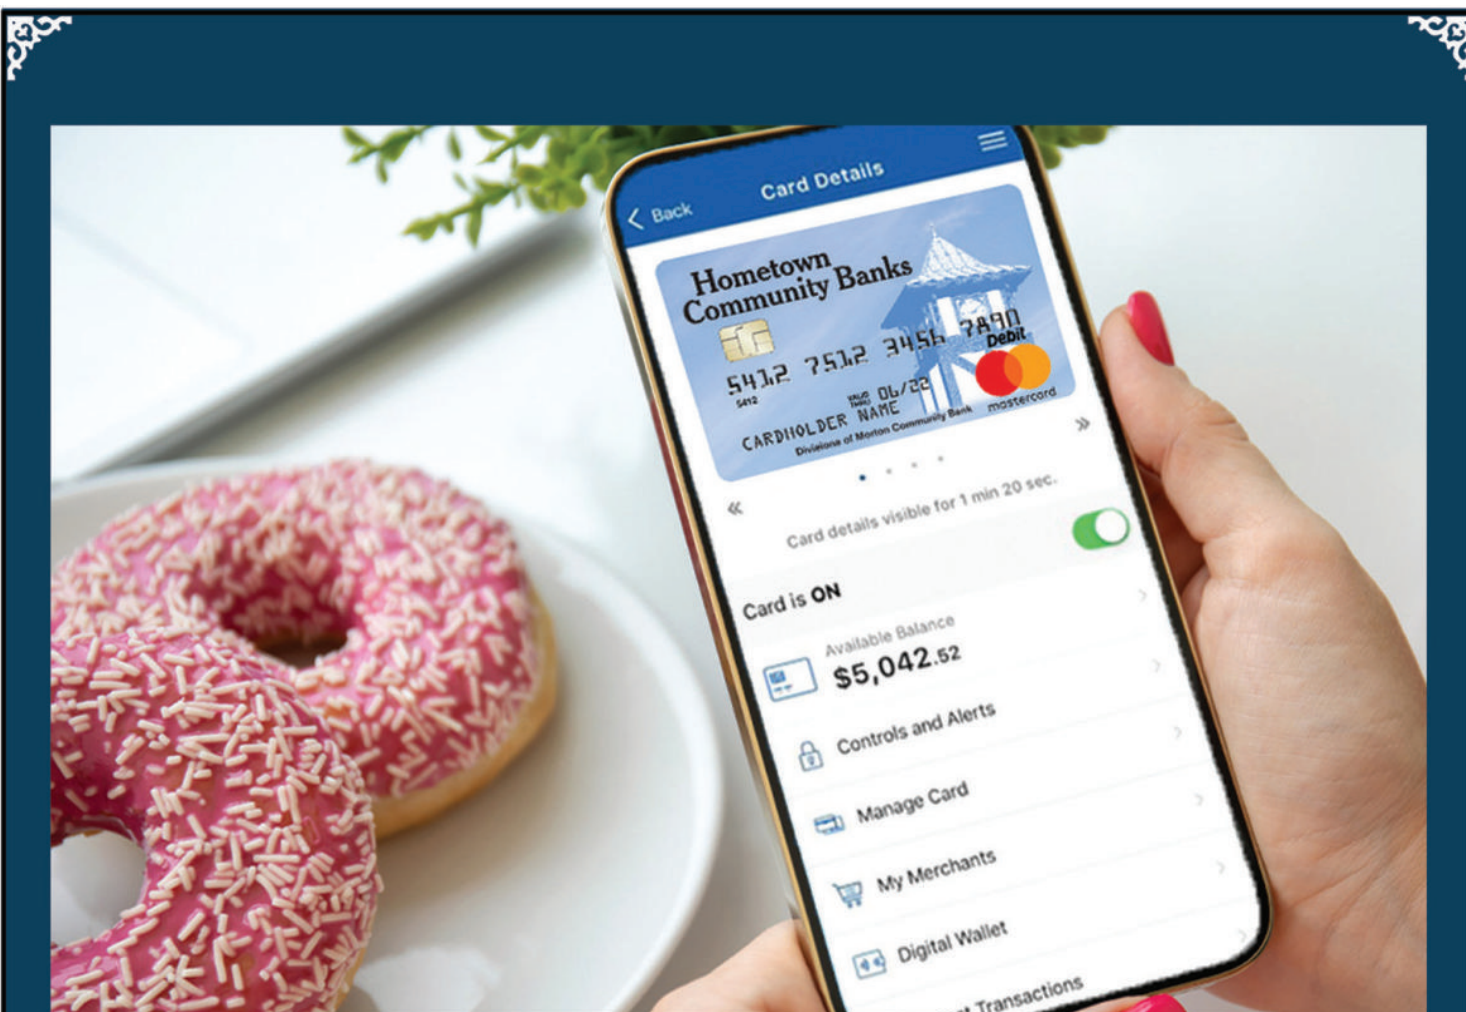 Back
Card Details
Hometown
Community Banks
5412 7512 3456 7890
5412
VALID THRU 06/22
CARDHOLDER NAME
Debit
mastercard
Divisions of Morton Community Bank
Card details visible for 1 min 20 sec.
Card is ON
Available Balance
$5,042.52
Controls and Alerts
Manage Card
My Merchants
Digital Wallet
Transactions